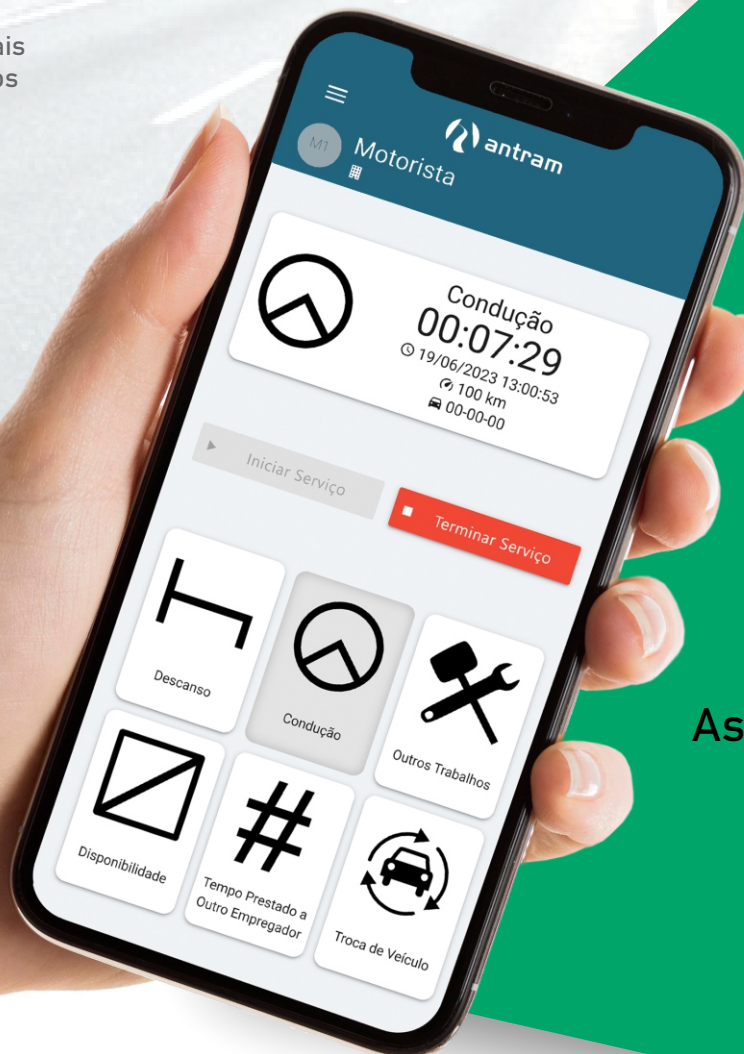 antram
M1
Motorista
Condução
00:07:29
19/06/2023 13:00:53
100 km
00-00-00
Iniciar Serviço
Terminar Serviço
Descanso
Condução
Outros Trabalhos
Disponibilidade
#
Tempo Prestado a
Outro Empregador
Troca de Veículo
As